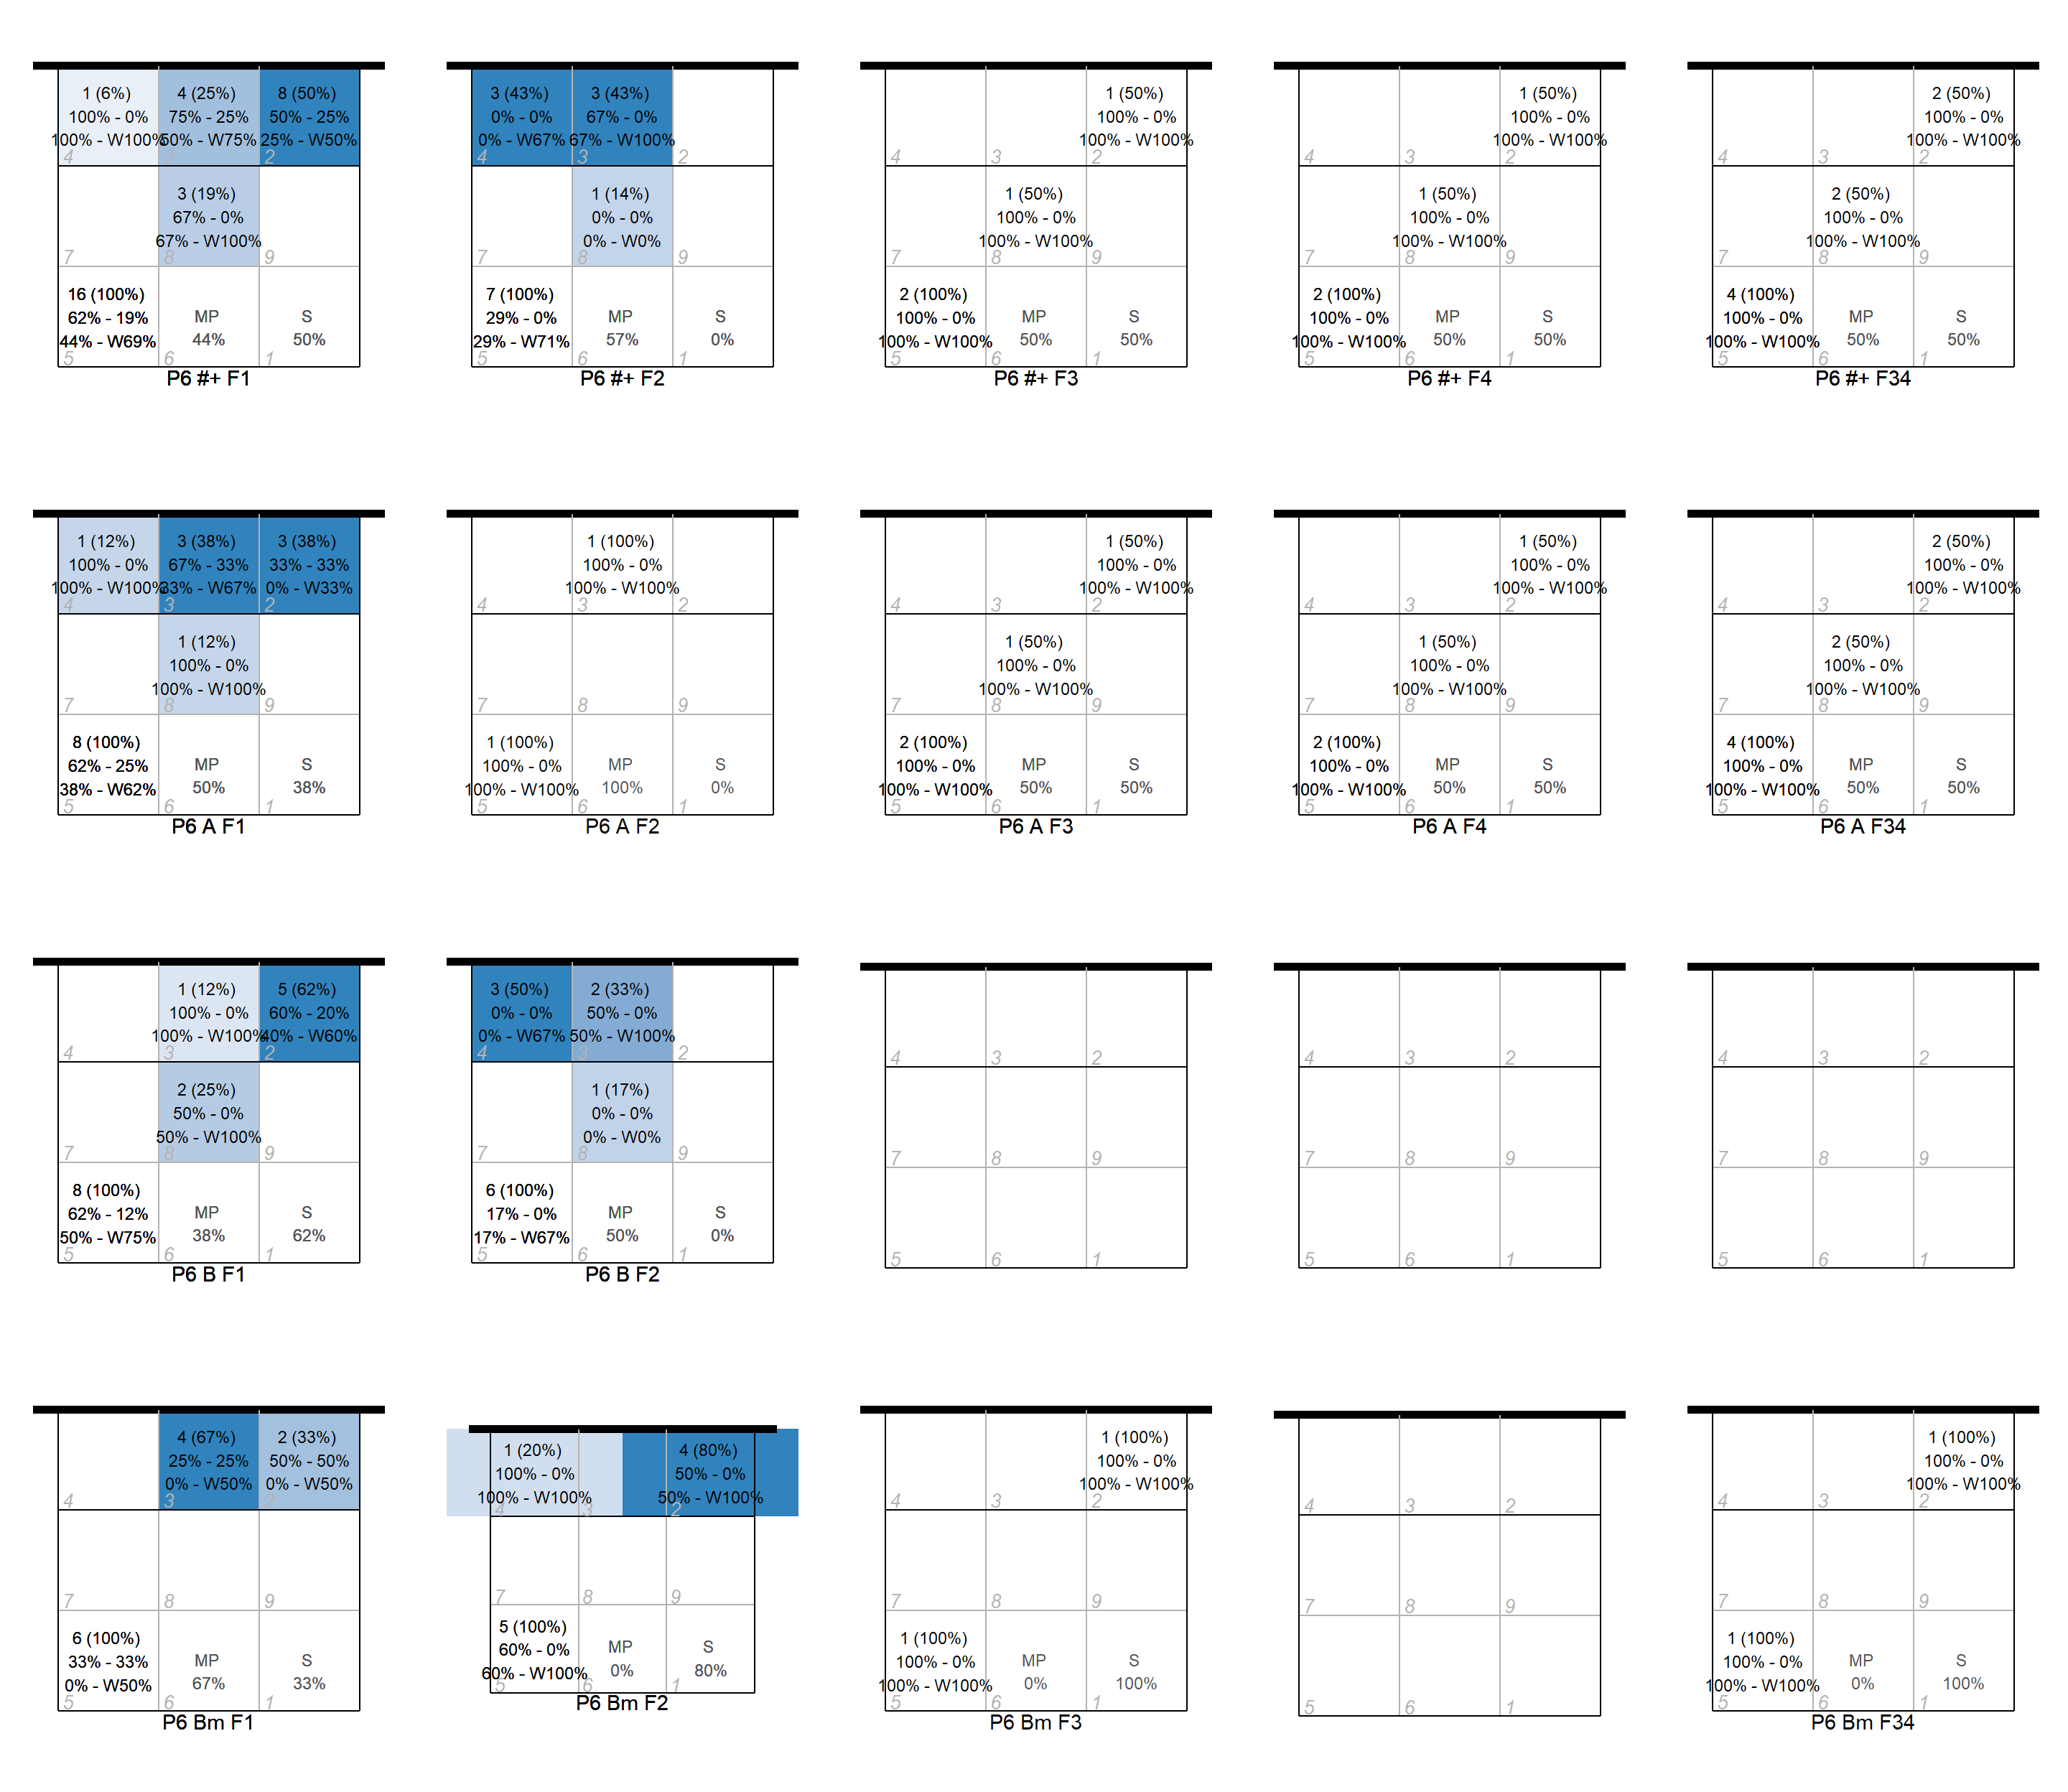 1 (6%) 4 (25%) 8 (50%)
100% - 0% 75% - 25% 50% - 25%
100% - W100% 50% - W75% 25% - W50%
4 3 2
3 (19%)
67% - 0%
67% - W100%
7 8 9
16 (100%)
62% - 19% MP S
44% - W69% 44% 50%
5 6 1
P6 #+ F1
3 (43%) 3 (43%)
0% - 0% 67% - 0%
0% - W67% 67% - W100%
4 3 2
1 (14%)
0% - 0%
0% - W0%
7 8 9
7 (100%)
29% - 0% MP S
29% - W71% 57% 0%
5 6 1
P6 #+ F2
1 (50%)
100% - 0%
100% - W100%
4 3 2
1 (50%)
100% - 0%
100% - W100%
7 8 9
2 (100%)
100% - 0% MP S
100% - W100% 50% 50%
5 6 1
P6 #+ F3
1 (50%)
100% - 0%
100% - W100%
4 3 2
1 (50%)
100% - 0%
100% - W100%
7 8 9
2 (100%)
100% - 0% MP S
100% - W100% 50% 50%
5 6 1
P6 #+ F4
2 (50%)
100% - 0%
100% - W100%
4 3 2
2 (50%)
100% - 0%
100% - W100%
7 8 9
4 (100%)
100% - 0% MP S
100% - W100% 50% 50%
5 6 1
P6 #+ F34
1 (12%) 3 (38%) 3 (38%)
100% - 0% 67% - 33% 33% - 33%
100% - W100% 33% - W67% 0% - W33%
4 3 2
1 (12%)
100% - 0%
100% - W100%
7 8 9
8 (100%)
62% - 25% MP S
38% - W62% 50% 38%
5 6 1
P6 A F1
1 (100%)
100% - 0%
100% - W100%
4 3 2
7 8 9
1 (100%)
100% - 0% MP S
100% - W100% 100% 0%
5 6 1
P6 A F2
1 (50%)
100% - 0%
100% - W100%
4 3 2
1 (50%)
100% - 0%
100% - W100%
7 8 9
2 (100%)
100% - 0% MP S
100% - W100% 50% 50%
5 6 1
P6 A F3
1 (50%)
100% - 0%
100% - W100%
4 3 2
1 (50%)
100% - 0%
100% - W100%
7 8 9
2 (100%)
100% - 0% MP S
100% - W100% 50% 50%
5 6 1
P6 A F4
2 (50%)
100% - 0%
100% - W100%
4 3 2
2 (50%)
100% - 0%
100% - W100%
7 8 9
4 (100%)
100% - 0% MP S
100% - W100% 50% 50%
5 6 1
P6 A F34
1 (12%) 5 (62%)
100% - 0% 60% - 20%
100% - W100% 40% - W60%
4 3 2
2 (25%)
50% - 0%
50% - W100%
7 8 9
8 (100%)
62% - 12% MP S
50% - W75% 38% 62%
5 6 1
P6 B F1
3 (50%) 2 (33%)
0% - 0% 50% - 0%
0% - W67% 50% - W100%
4 3 2
1 (17%)
0% - 0%
0% - W0%
7 8 9
6 (100%)
17% - 0% MP S
17% - W67% 50% 0%
5 6 1
P6 B F2
4 3 2
7 8 9
5 6 1
4 3 2
7 8 9
5 6 1
4 3 2
7 8 9
5 6 1
4 (67%) 2 (33%)
25% - 25% 50% - 50%
0% - W50% 0% - W50%
4 3 2
7 8 9
6 (100%)
33% - 33% MP S
0% - W50% 67% 33%
5 6 1
P6 Bm F1
1 (20%) 4 (80%)
100% - 0% 50% - 0%
100% - W100% 50% - W100%
4 3 2
7 8 9
5 (100%)
60% - 0% MP S
60% - W100% 0% 80%
5 6 1
P6 Bm F2
1 (100%)
100% - 0%
100% - W100%
4 3 2
7 8 9
1 (100%)
100% - 0% MP S
100% - W100% 0% 100%
5 6 1
P6 Bm F3
4 3 2
7 8 9
5 6 1
1 (100%)
100% - 0%
100% - W100%
4 3 2
7 8 9
1 (100%)
100% - 0% MP S
100% - W100% 0% 100%
5 6 1
P6 Bm F34